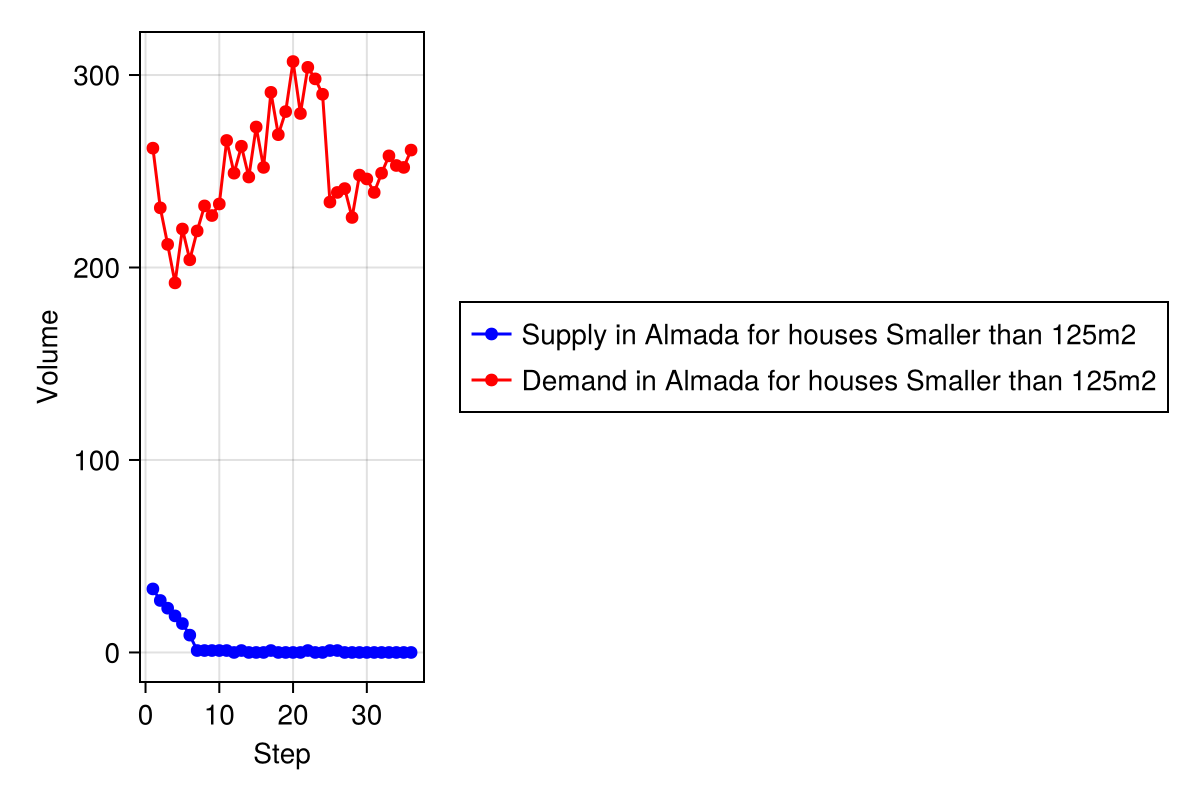 Volume
300
200
100
0
0 10 20 30
Step
Supply in Almada for houses Smaller than 125m2
Demand in Almada for houses Smaller than 125m2